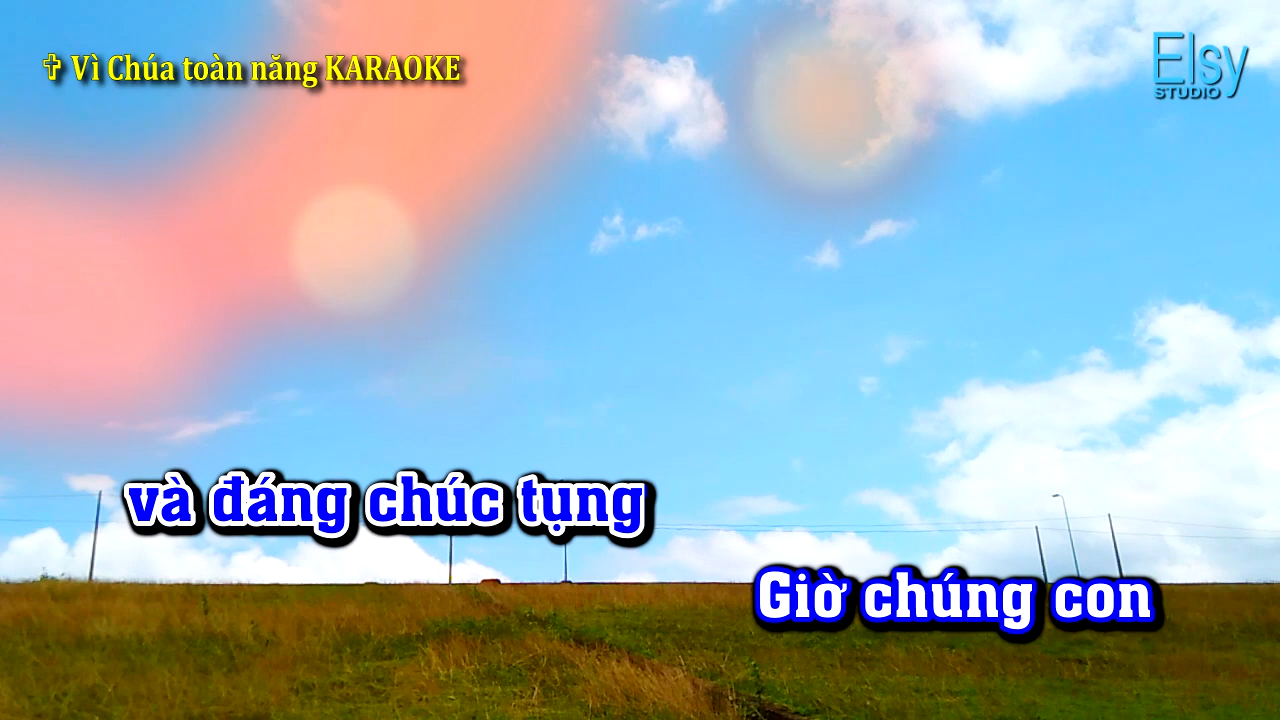 ✞ Vì Chúa toàn năng KARAOKE
Elsy
STUDIO
và đáng chúc tụng
Giờ chúng con